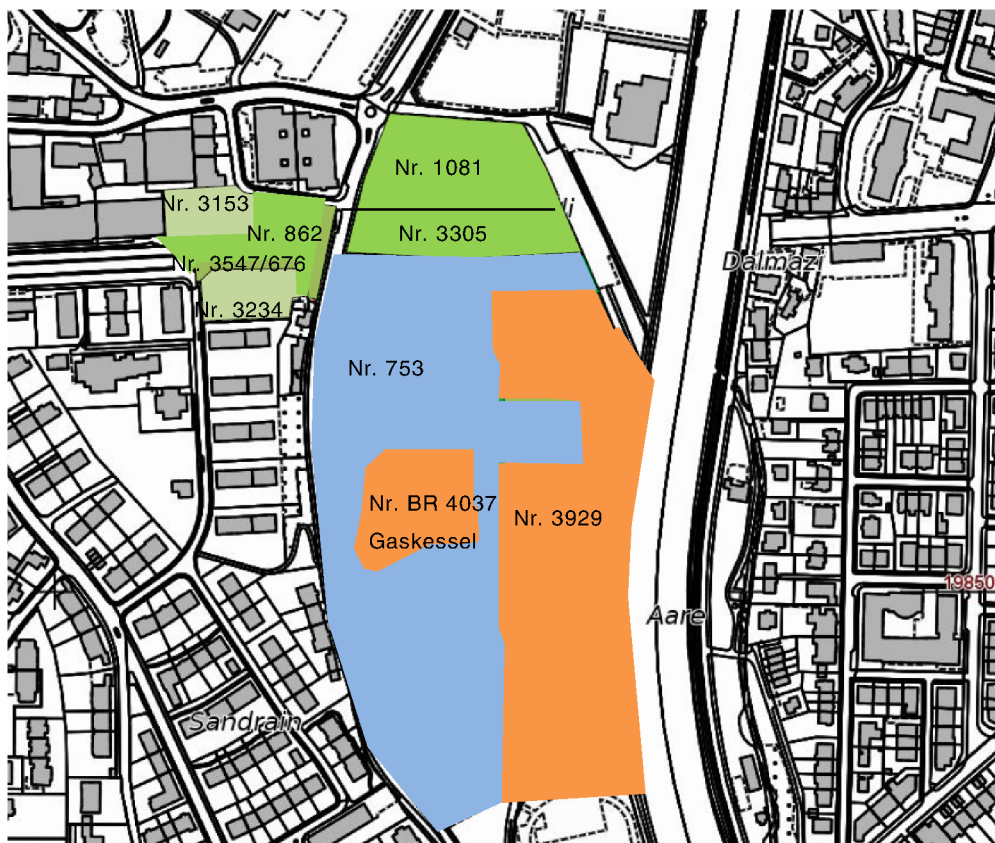 Nr. 1081
Nr. 3153
Nr. 862
Nr. 3305
Nr. 3547/676
Dalmazi
Nr. 3234
Nr. 753
Nr. BR 4037
Gaskessel
Nr. 3929
19850
Aare
Sandrain